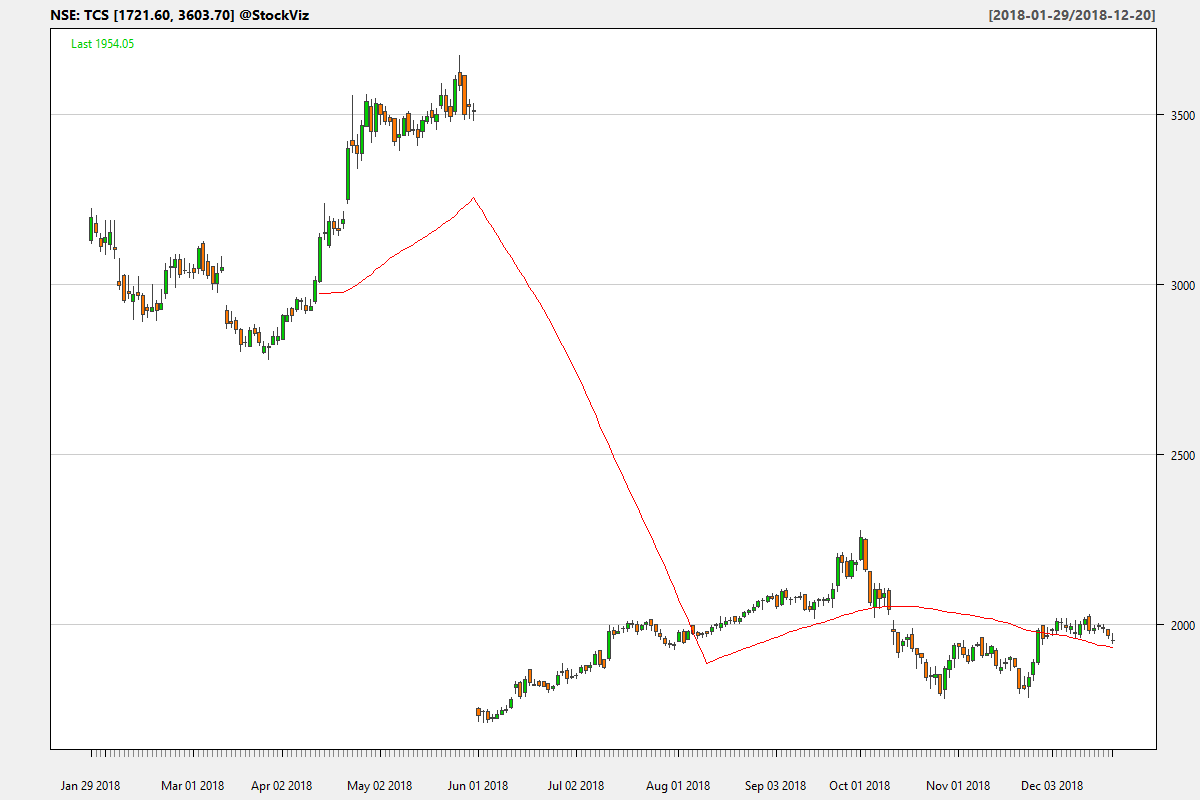 NSE: TCS [1721.60, 3603.70] @StockViz [2018-01-29/2018-12-20]
Last 1954.05
3500
3000
2500
2000
Jan 29 2018 Mar 01 2018 Apr 02 2018 May 02 2018 Jun 01 2018 Jul 02 2018 Aug 01 2018 Sep 03 2018 Oct 01 2018 Nov 01 2018 Dec 03 2018